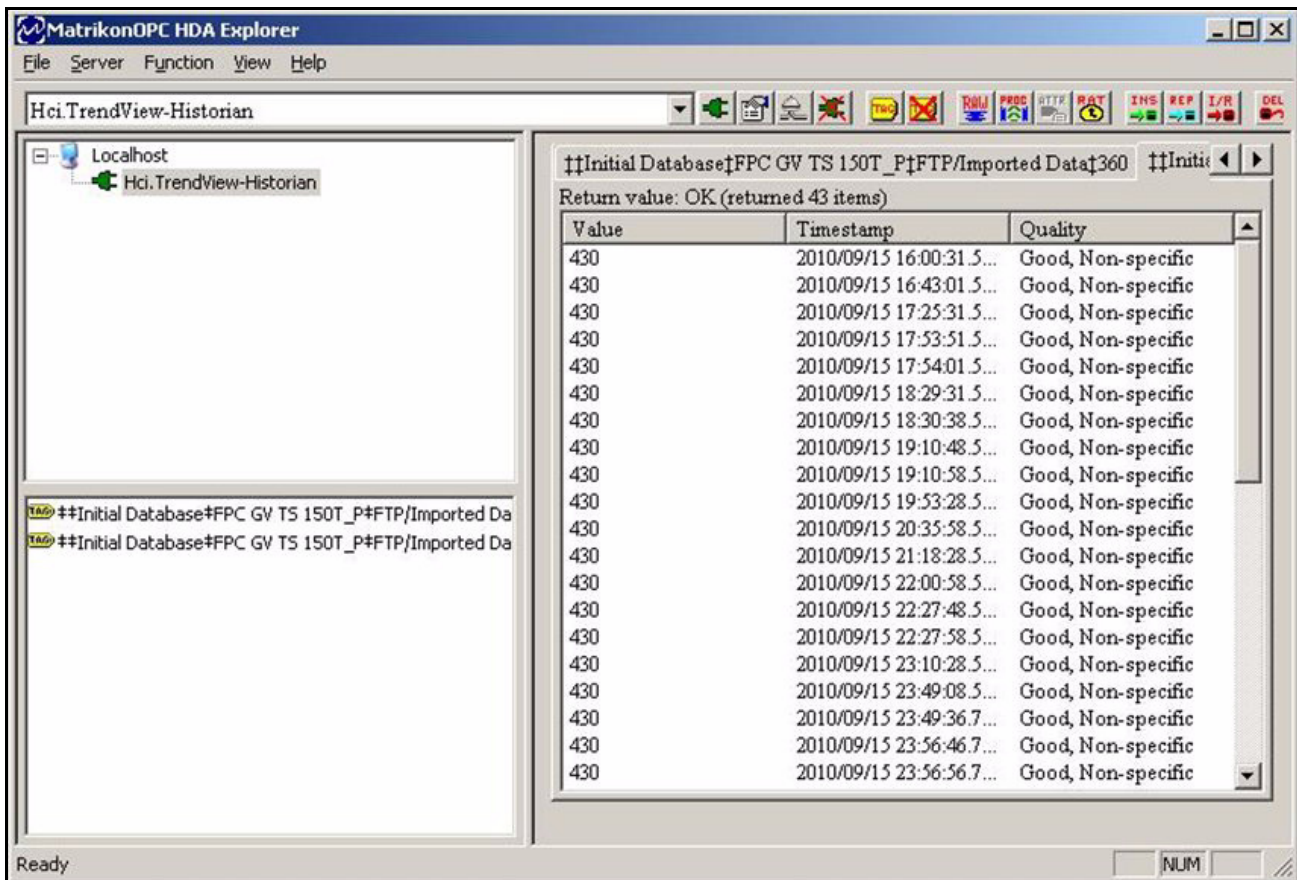 MatrikonOPC HDA Explorer
File Server Function View Help
Hci.TrendView-Historian
TAG RAW PROC ATTR RAT INS REP I/R DEL
Localhost
Hci.TrendView-Historian
‡‡Initial Database‡FPC GV TS 150T_P‡FTP/Imported Data‡360 ‡‡Initia
Return value: OK (returned 43 items)
Value Timestamp Quality
430 2010/09/15 16:00:31.5... Good, Non-specific
430 2010/09/15 16:43:01.5... Good, Non-specific
430 2010/09/15 17:25:31.5... Good, Non-specific
430 2010/09/15 17:53:51.5... Good, Non-specific
430 2010/09/15 17:54:01.5... Good, Non-specific
430 2010/09/15 18:29:31.5... Good, Non-specific
430 2010/09/15 18:30:38.5... Good, Non-specific
430 2010/09/15 19:10:48.5... Good, Non-specific
430 2010/09/15 19:10:58.5... Good, Non-specific
430 2010/09/15 19:53:28.5... Good, Non-specific
430 2010/09/15 20:35:58.5... Good, Non-specific
430 2010/09/15 21:18:28.5... Good, Non-specific
430 2010/09/15 22:00:58.5... Good, Non-specific
430 2010/09/15 22:27:48.5... Good, Non-specific
430 2010/09/15 22:27:58.5... Good, Non-specific
430 2010/09/15 23:10:28.5... Good, Non-specific
430 2010/09/15 23:49:08.5... Good, Non-specific
430 2010/09/15 23:49:36.7... Good, Non-specific
430 2010/09/15 23:56:46.7... Good, Non-specific
430 2010/09/15 23:56:56.7... Good, Non-specific
TAG ‡‡Initial Database‡FPC GV TS 150T_P‡FTP/Imported Da
TAG ‡‡Initial Database‡FPC GV TS 150T_P‡FTP/Imported Da
Ready NUM